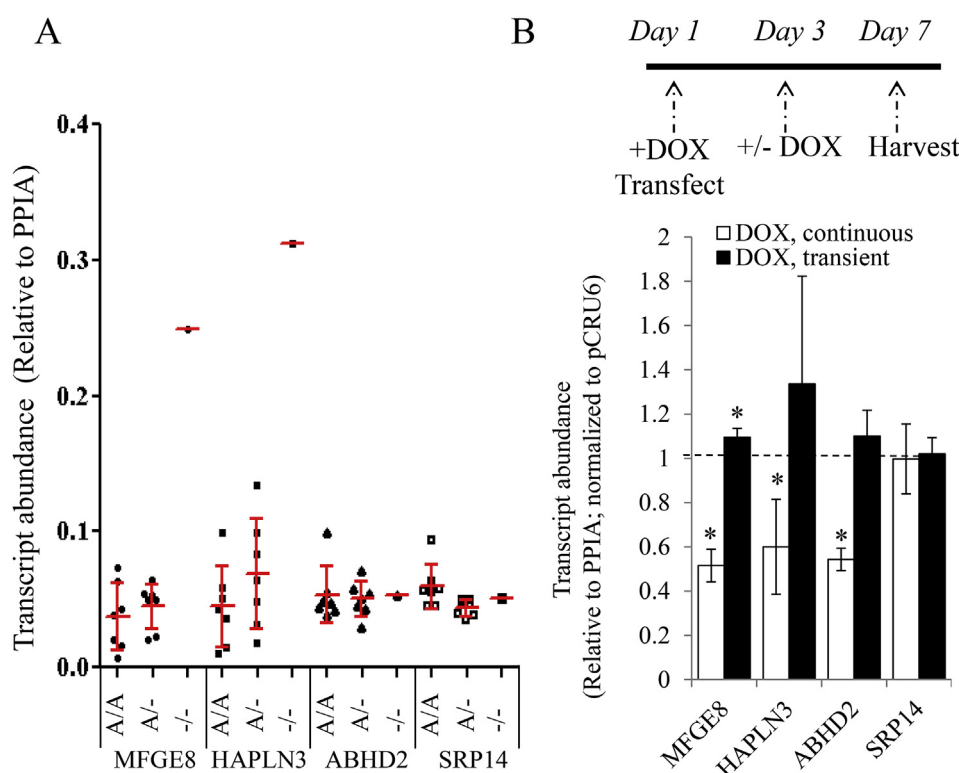 A
Transcript abundance (Relative to PPIA)
0.4
0.3
0.2
0.1
0.0
A/A
A/-
-/-
A/A
A/-
-/-
A/A
A/-
-/-
A/A
A/-
-/-
MFGE8
HAPLN3
ABHD2
SRP14
B
Day 1
Day 3
Day 7
+DOX
+/- DOX
Harvest
Transfect
Transcript abundance
(Relative to PPIA; normalized to pCRU6)
2
1.8
1.6
1.4
1.2
1
0.8
0.6
0.4
0.2
0
DOX, continuous
DOX, transient
*
*
*
*
MFGE8
HAPLN3
ABHD2
SRP14